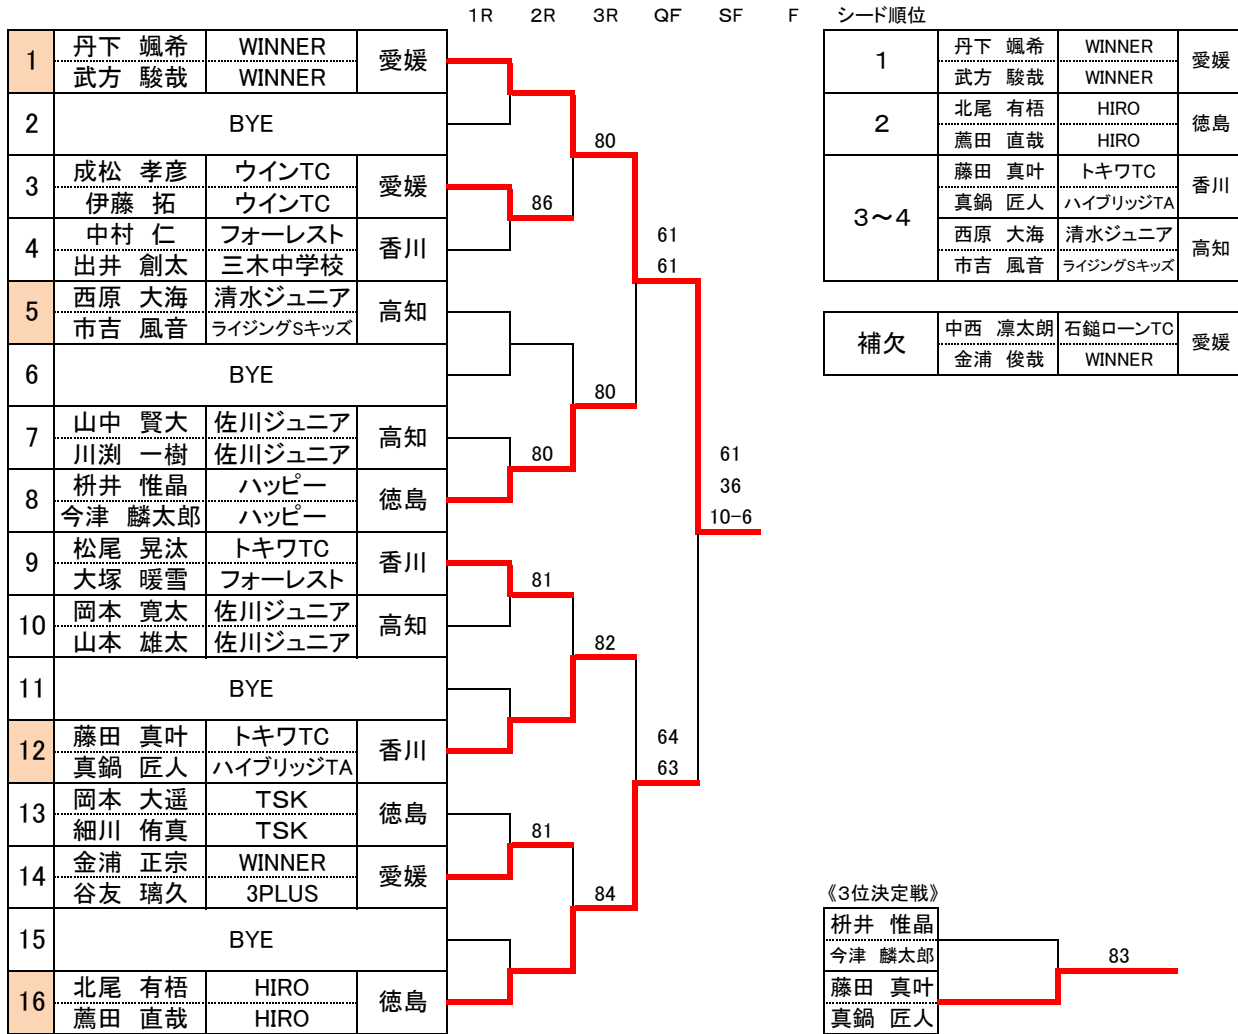 1R 2R 3R QF SF F シード順位
1 丹下 颯希 WINNER 愛媛
武方 駿哉 WINNER
2 BYE
3 成松 孝彦 ウインTC 愛媛
伊藤 拓 ウインTC
4 中村 仁 フォーレスト 香川
出井 創太 三木中学校
5 西原 大海 清水ジュニア 高知
市吉 風音 ライジングSキッズ
6 BYE
7 山中 賢大 佐川ジュニア 高知
川渕 一樹 佐川ジュニア
8 枡井 惟晶 ハッピー 徳島
今津 麟太郎 ハッピー
9 松尾 晃汰 トキワTC 香川
大塚 暖雪 フォーレスト
10 岡本 寛太 佐川ジュニア 高知
山本 雄太 佐川ジュニア
11 BYE
12 藤田 真叶 トキワTC 香川
真鍋 匠人 ハイブリッジTA
13 岡本 大遥 TSK 徳島
細川 侑真 TSK
14 金浦 正宗 WINNER 愛媛
谷友 璃久 3PLUS
15 BYE
16 北尾 有梧 HIRO 徳島
薦田 直哉 HIRO
86
80
81
81
80
80
82
84
61
61
64
63
61
36
10-6
1 丹下 颯希 WINNER 愛媛
武方 駿哉 WINNER
2 北尾 有梧 HIRO 徳島
薦田 直哉 HIRO
3～4 藤田 真叶 トキワTC 香川
真鍋 匠人 ハイブリッジTA
西原 大海 清水ジュニア 高知
市吉 風音 ライジングSキッズ
補欠 中西 凛太朗 石鎚ローンTC 愛媛
金浦 俊哉 WINNER
《3位決定戦》
枡井 惟晶
今津 麟太郎
藤田 真叶
真鍋 匠人
83